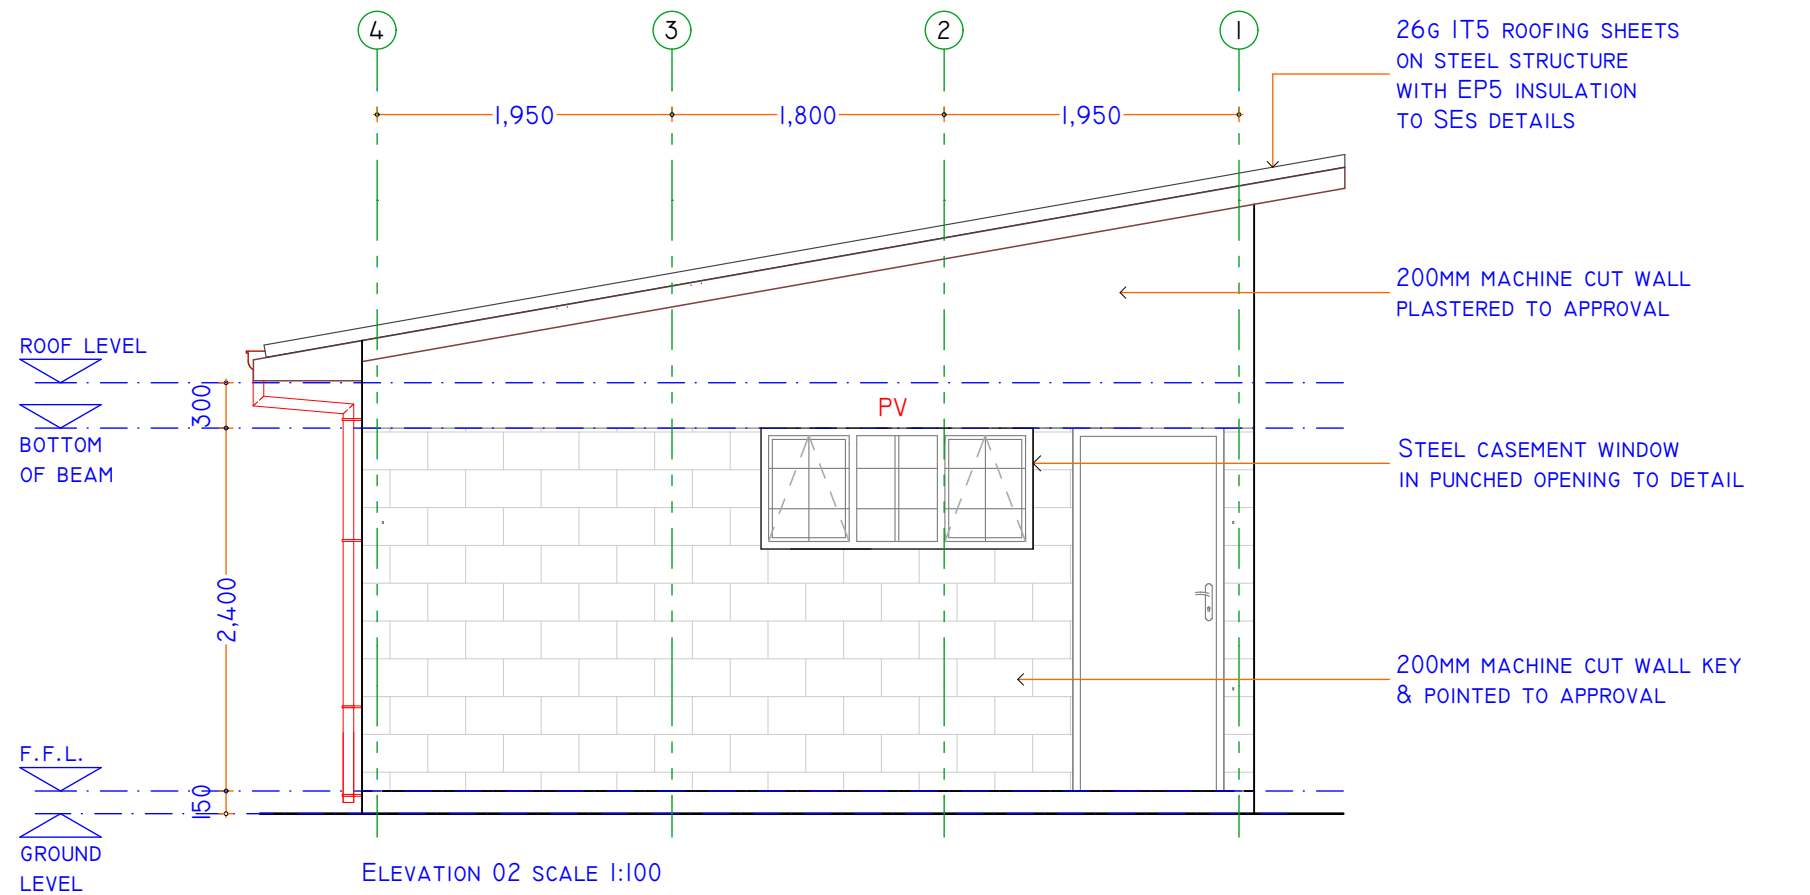 4 3 2 1
26G IT5 ROOFING SHEETS
ON STEEL STRUCTURE
WITH EP5 INSULATION
TO SES DETAILS
1,950 1,800 1,950
200MM MACHINE CUT WALL
PLASTERED TO APPROVAL
ROOF LEVEL
300
PV
BOTTOM
OF BEAM
STEEL CASEMENT WINDOW
IN PUNCHED OPENING TO DETAIL
2,400
200MM MACHINE CUT WALL KEY
& POINTED TO APPROVAL
F.F.L.
150
GROUND
LEVEL
ELEVATION 02 SCALE 1:100